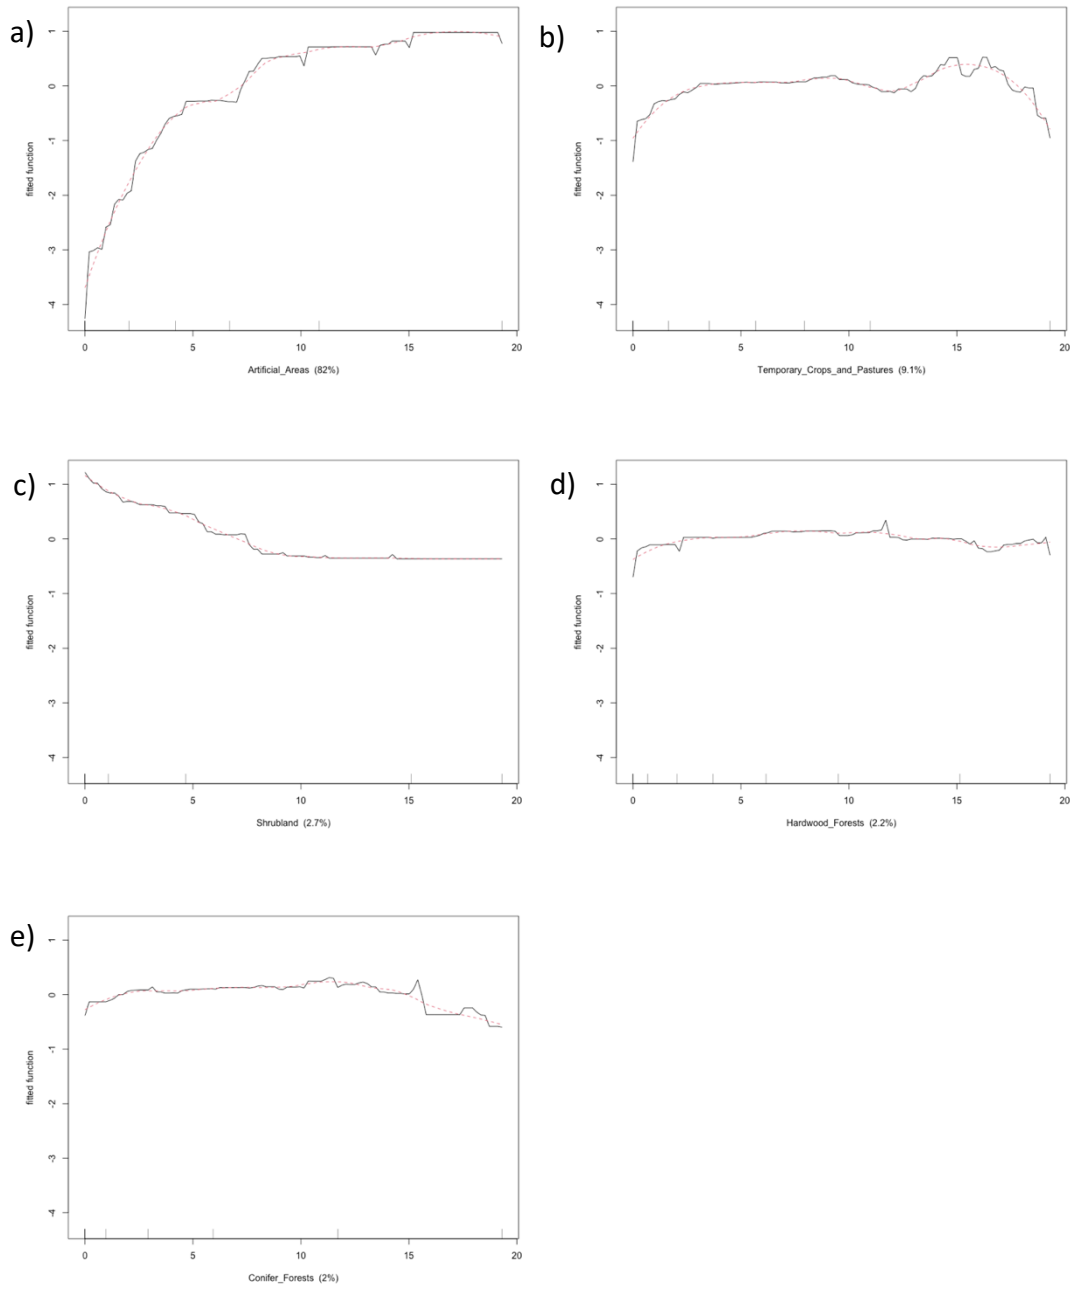 a)
1
0
-1
-2
-3
-4
fitted function
0 5 10 15 20
Artificial_Areas (82%)
b)
1
0
-1
-2
-3
-4
fitted function
0 5 10 15 20
Temporary_Crops_and_Pastures (9.1%)
c)
1
0
-1
-2
-3
-4
fitted function
0 5 10 15 20
Shrubland (2.7%)
d)
1
0
-1
-2
-3
-4
fitted function
0 5 10 15 20
Hardwood_Forests (2.2%)
e)
1
0
-1
-2
-3
-4
fitted function
0 5 10 15 20
Conifer_Forests (2%)